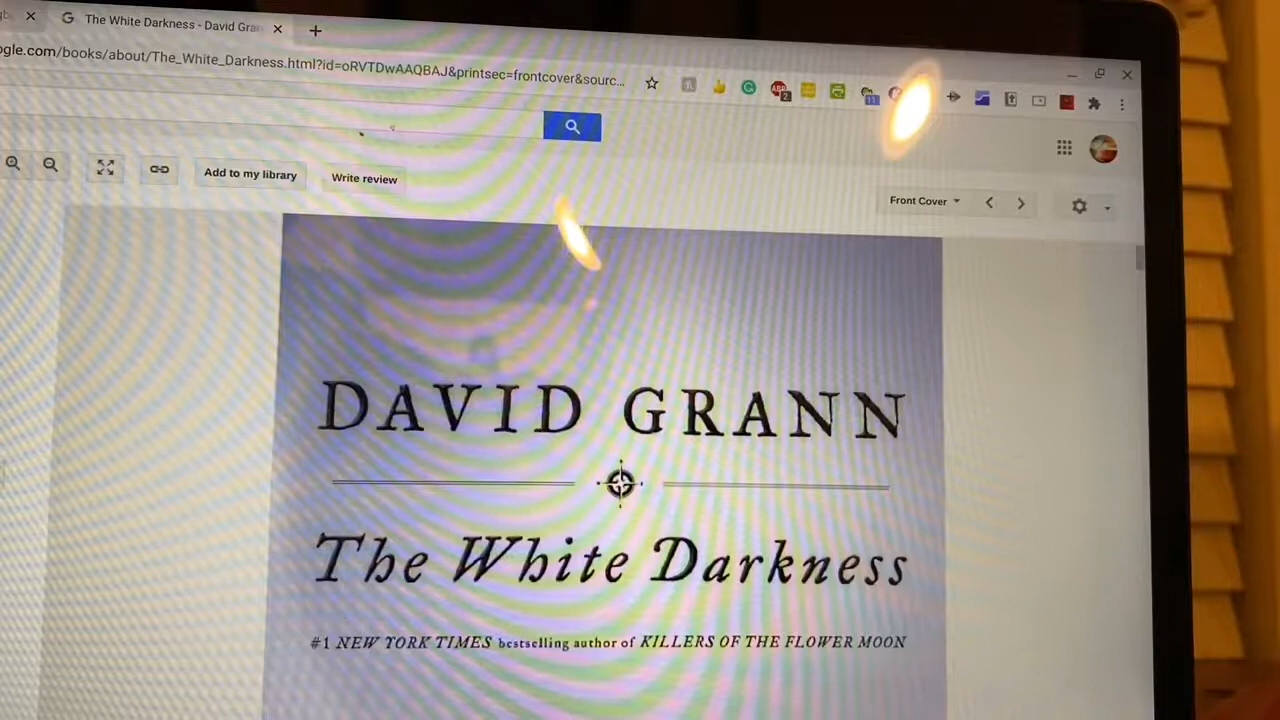 The White Darkness - David Gran
gle.com/books/about/The_White_Darkness.html?id=oRVTDwAAQBAJ&printsec=frontcover&sourc...
Add to my library
Write review
Front Cover
DAVID GRANN
The White Darkness
#1 NEW YORK TIMES bestselling author of KILLERS OF THE FLOWER MOON